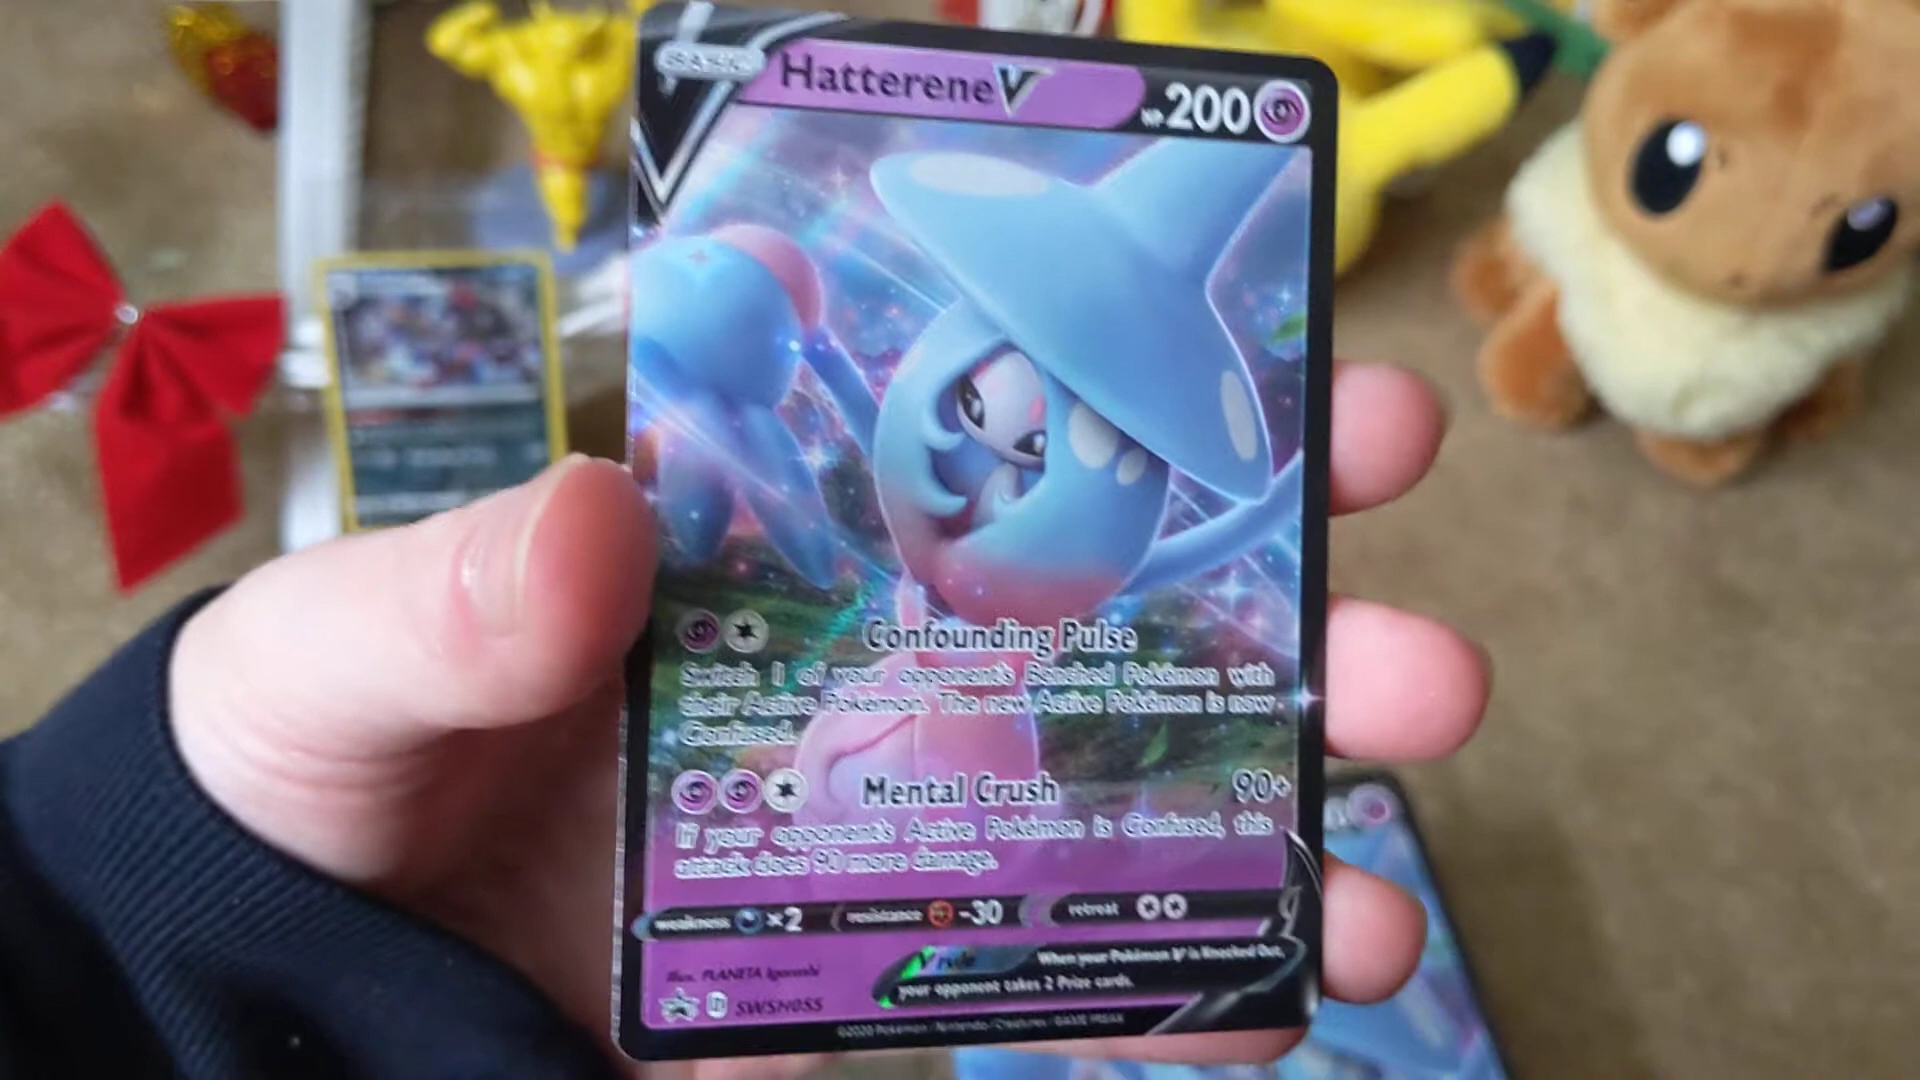 BASIC
Hatterene V
HP 200
Confounding Pulse
Switch 1 of your opponent's Benched Pokémon with
their Active Pokémon. The new Active Pokémon is now
Confused.
Mental Crush 90+
If your opponent's Active Pokémon is Confused, this
attack does 90 more damage.
weakness ×2 resistance -30 retreat
V rule When your Pokémon V is Knocked Out,
your opponent takes 2 Prize cards.
Illus. PLANETA Igarashi
D SWSH055
©2020 Pokémon / Nintendo / Creatures / GAME FREAK